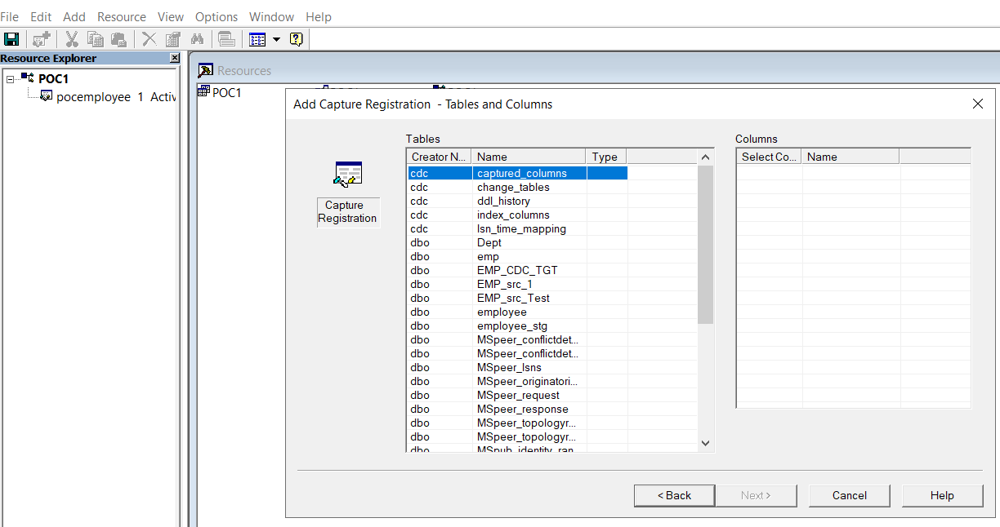 File Edit Add Resource View Options Window Help
Resource Explorer
POC1
pocemployee 1 Activ
Resources
POC1
Add Capture Registration - Tables and Columns
Capture
Registration
Tables
Creator N... Name Type
cdc captured_columns
cdc change_tables
cdc ddl_history
cdc index_columns
cdc lsn_time_mapping
dbo Dept
dbo emp
dbo EMP_CDC_TGT
dbo EMP_src_1
dbo EMP_src_Test
dbo employee
dbo employee_stg
dbo MSpeer_conflictdet...
dbo MSpeer_conflictdet...
dbo MSpeer_lsns
dbo MSpeer_originatori...
dbo MSpeer_request
dbo MSpeer_response
dbo MSpeer_topologyr...
dbo MSpeer_topologyr...
dbo MSpub_identity_ran
Columns
Select Co... Name
< Back Next > Cancel Help